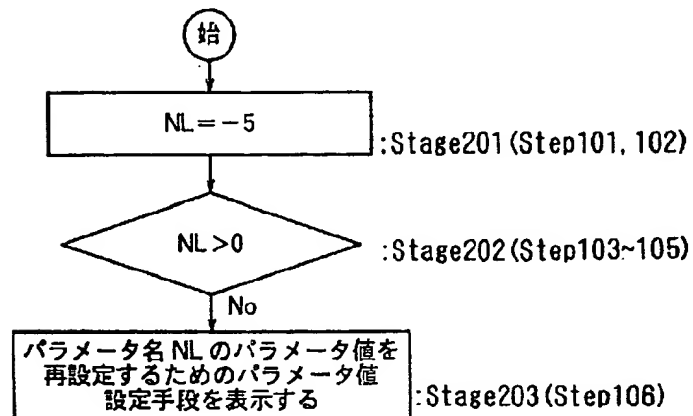 始
NL=-5
:Stage201(Step101,102)
NL>0
:Stage202(Step103~105)
No
パラメータ名NLのパラメータ値を
再設定するためのパラメータ値
設定手段を表示する
:Stage203(Step106)